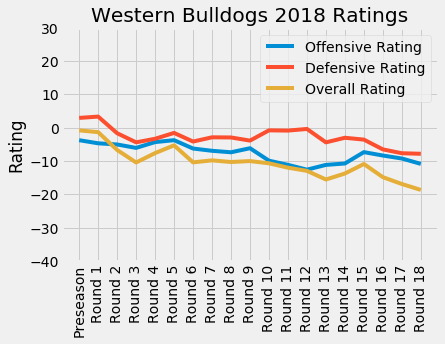 Western Bulldogs 2018 Ratings
Offensive Rating
Defensive Rating
Overall Rating
Rating
30
20
10
0
−10
−20
−30
−40
Preseason
Round 1
Round 2
Round 3
Round 4
Round 5
Round 6
Round 7
Round 8
Round 9
Round 10
Round 11
Round 12
Round 13
Round 14
Round 15
Round 16
Round 17
Round 18